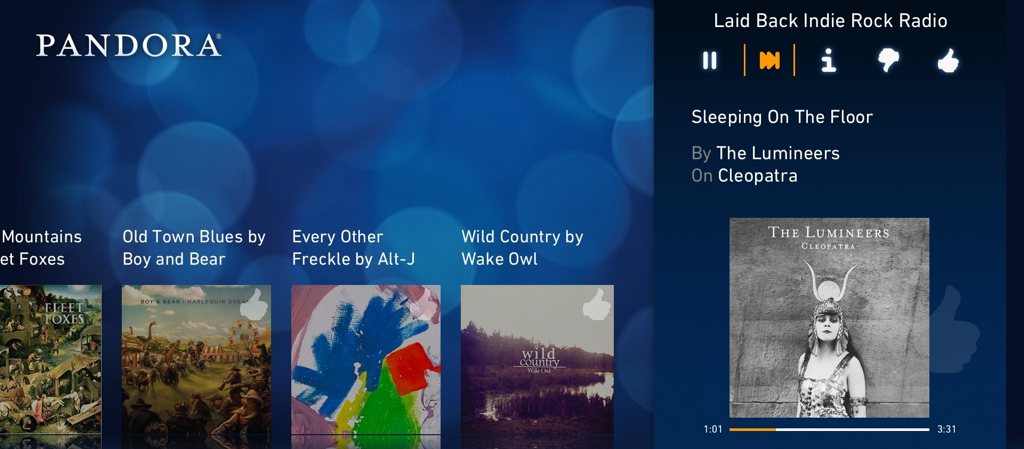 PANDORA®
Laid Back Indie Rock Radio
Sleeping On The Floor
By The Lumineers
On Cleopatra
Mountains
et Foxes
Old Town Blues by
Boy and Bear
Every Other
Freckle by Alt-J
Wild Country by
Wake Owl
FLEET
FOXES
BOY & BEAR | HARLEQUIN DREAM
wild
country
Wake Owl
THE LUMINEERS
CLEOPATRA
1:01
3:31